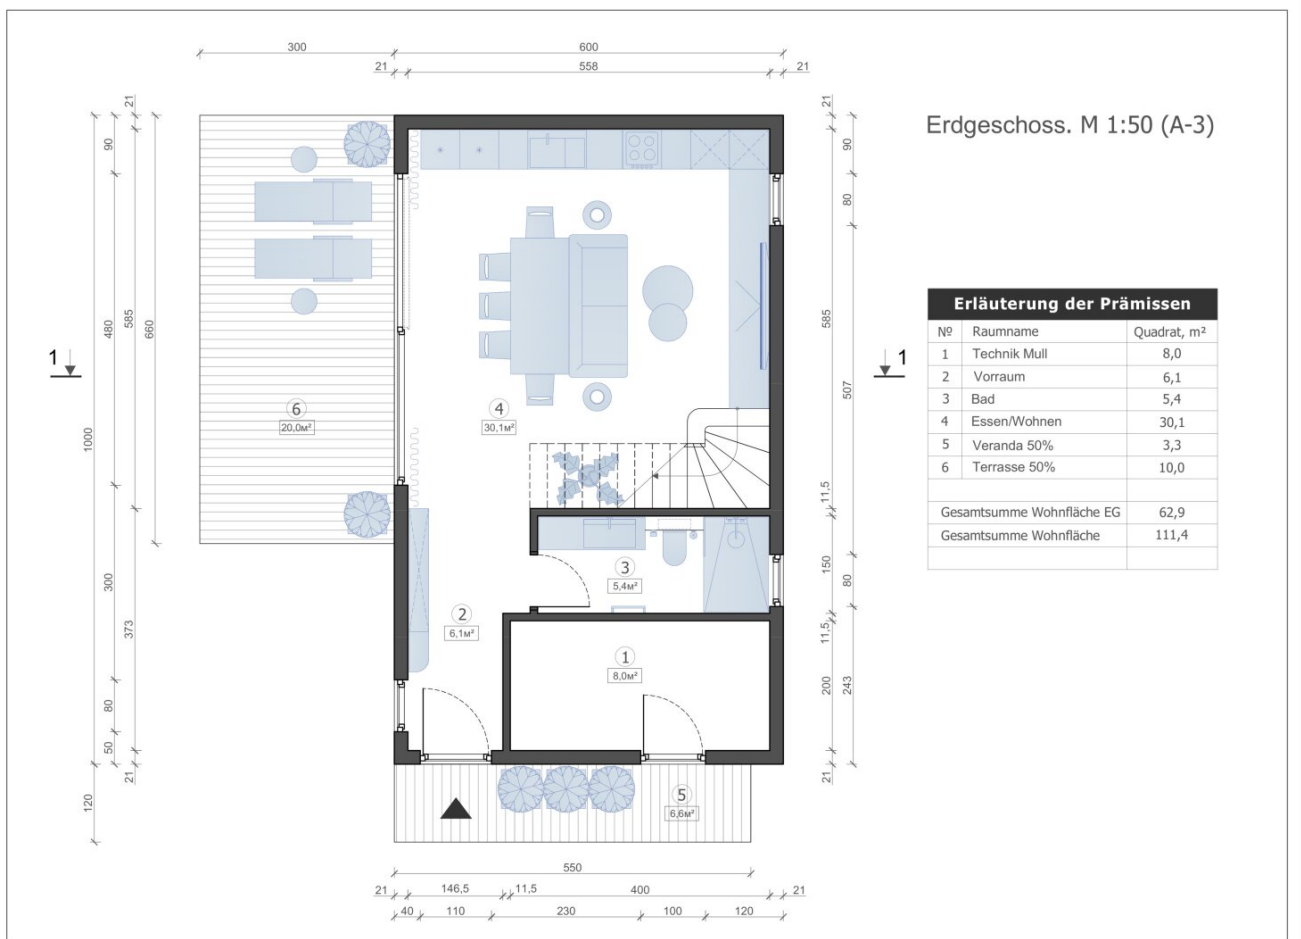 300
600
21
558
21
Erdgeschoss. M 1:50 (A-3)
21
90
480
585
660
1000
300
373
80
50
21
120
21
90
80
585
507
11,5
150
80
11,5
200
243
21
1
1
6
20,0м²
4
30,1м²
3
5,4м²
2
6,1м²
1
8,0м²
5
6,6м²
Erläuterung der Prämissen
№ Raumname Quadrat, m²
1 Technik Mull 8,0
2 Vorraum 6,1
3 Bad 5,4
4 Essen/Wohnen 30,1
5 Veranda 50% 3,3
6 Terrasse 50% 10,0
Gesamtsumme Wohnfläche EG 62,9
Gesamtsumme Wohnfläche 111,4
550
21 146,5 11,5 400 21
40 110 230 100 120